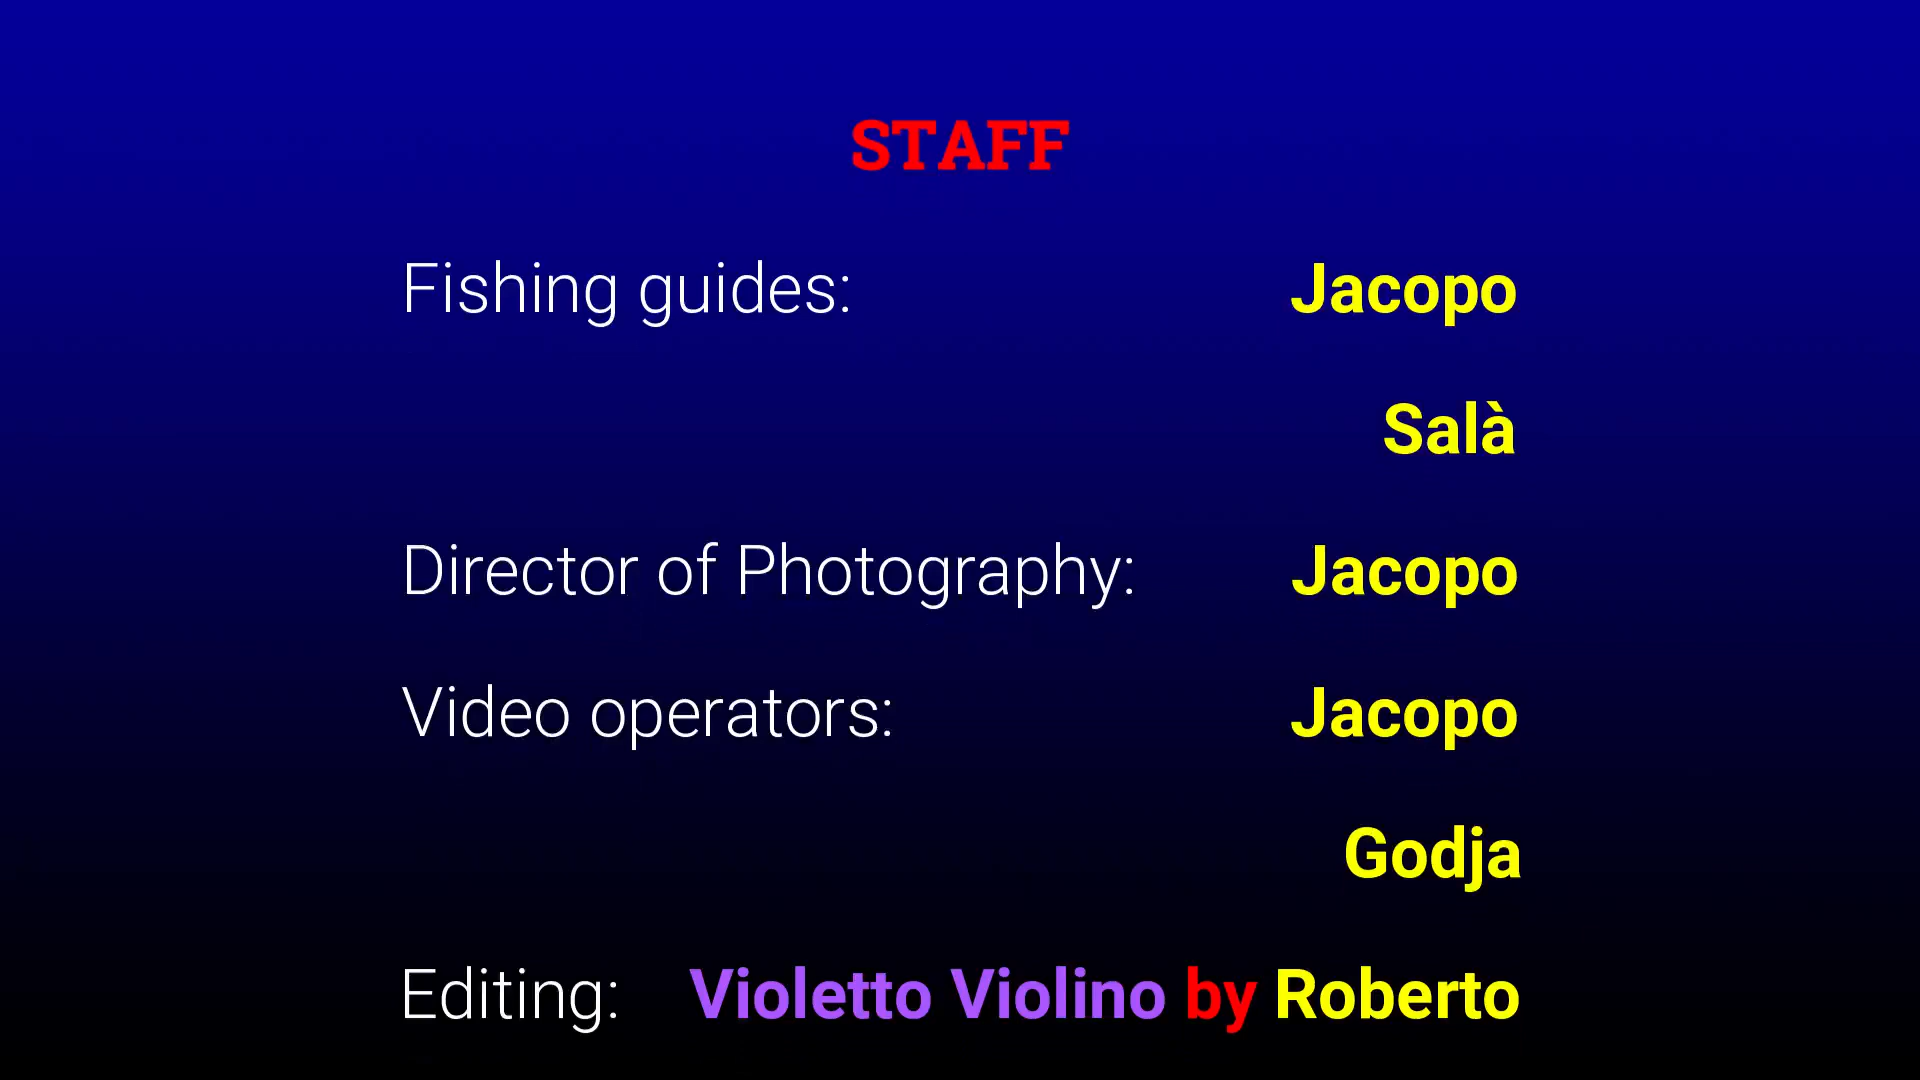 STAFF
Fishing guides: Jacopo
Salà
Director of Photography: Jacopo
Video operators: Jacopo
Godja
Editing: Violetto Violino by Roberto